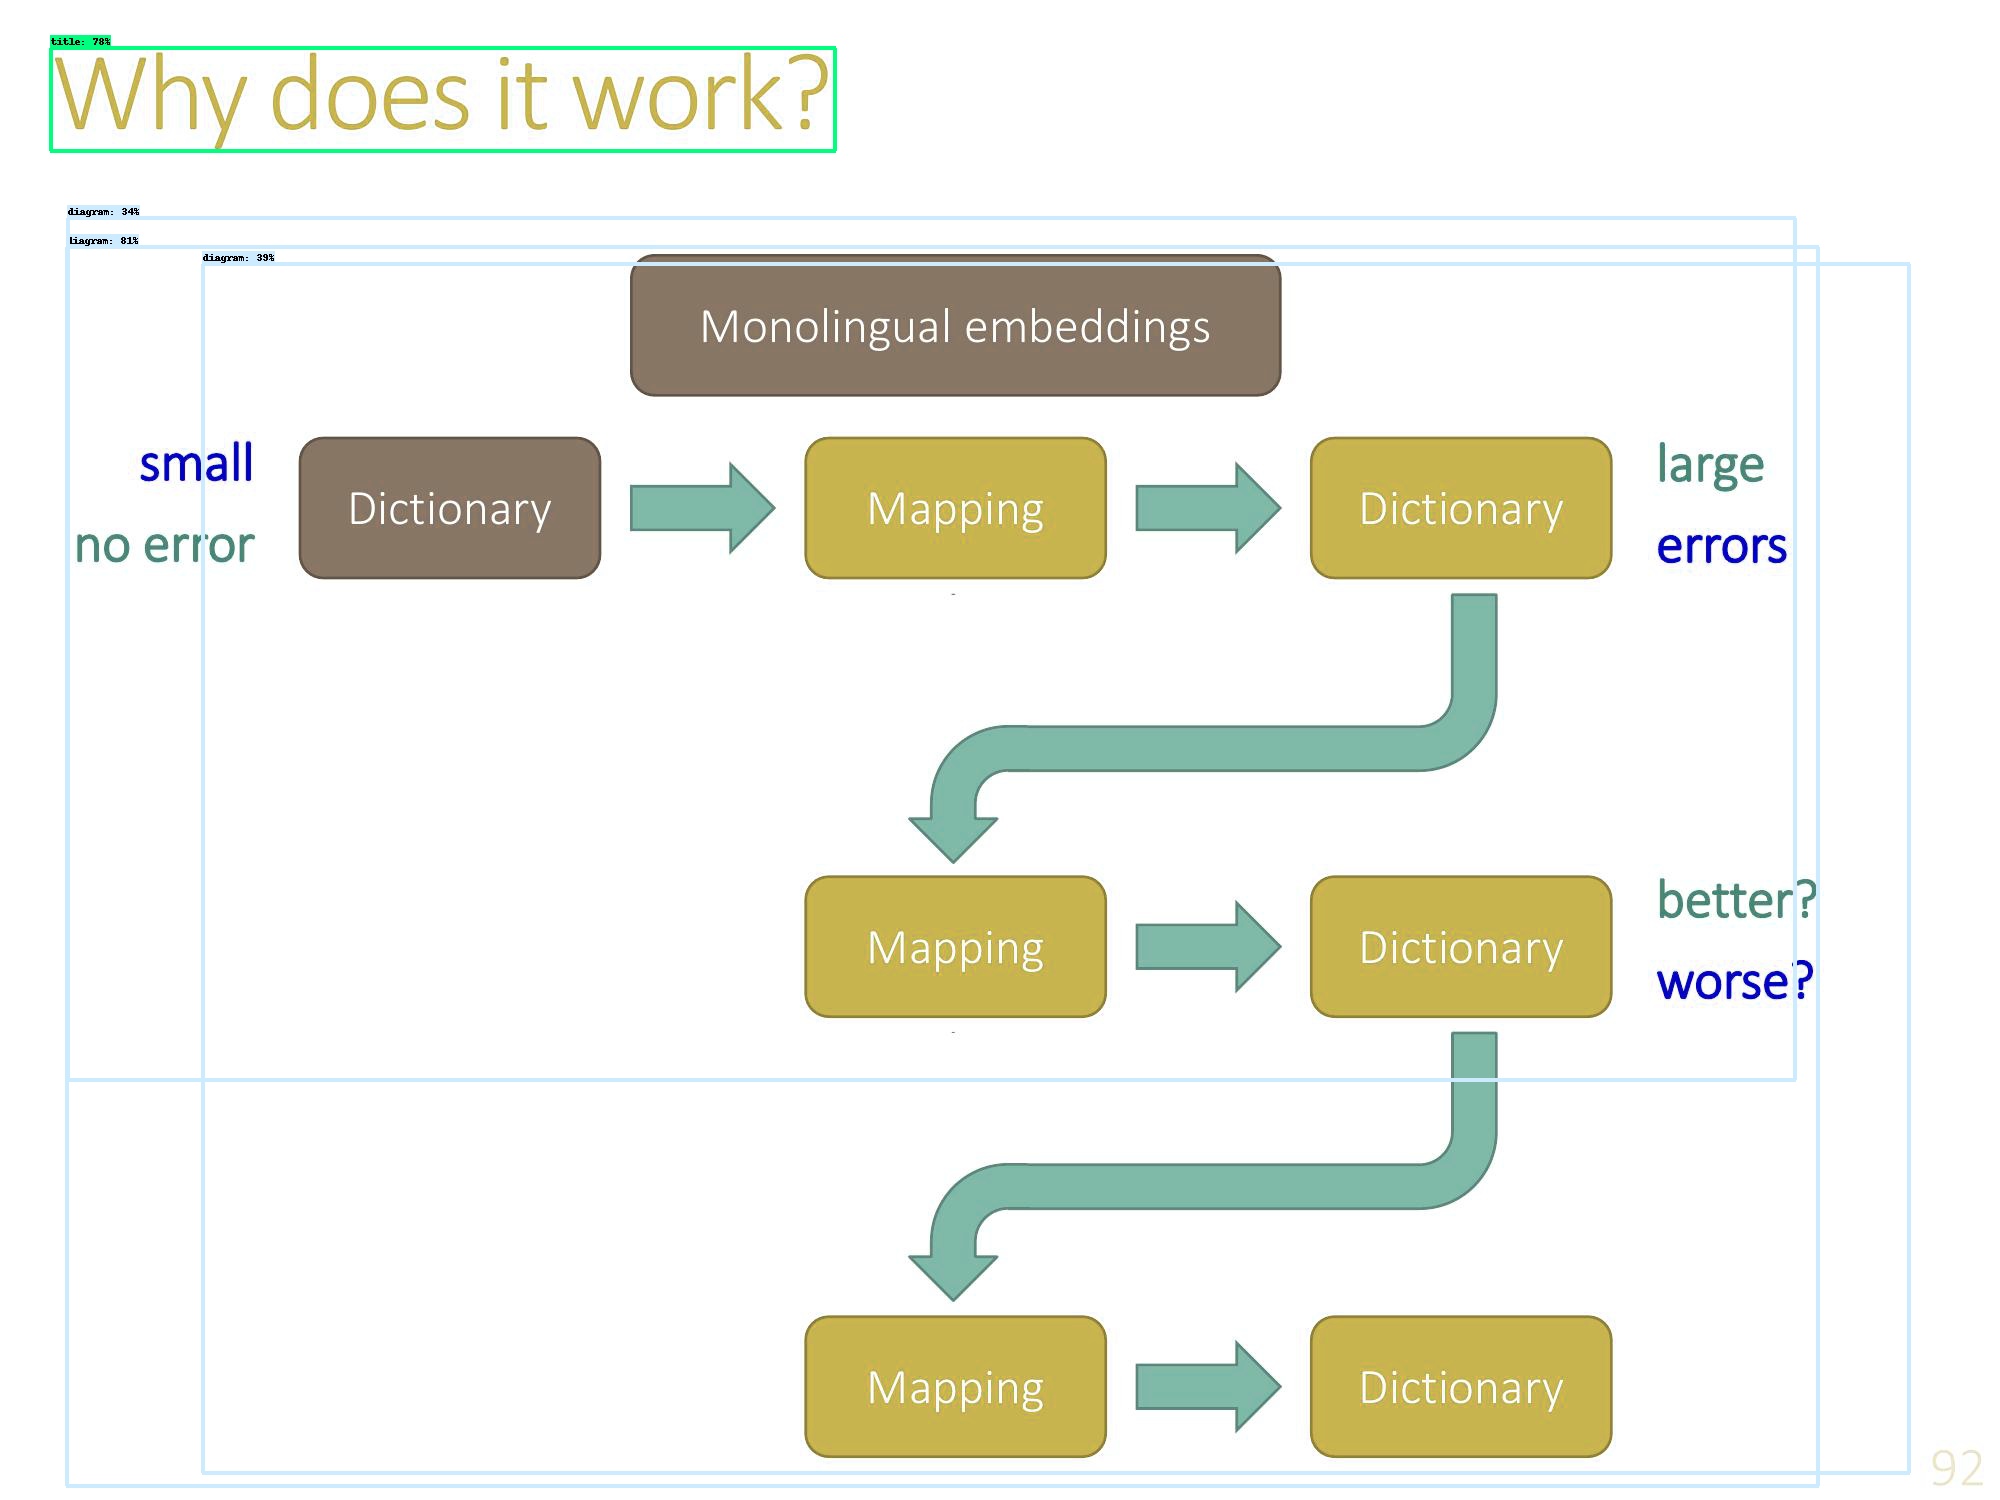 title: 78%
Why does it work?
diagram: 34%
diagram: 81%
diagram: 39%
Monolingual embeddings
small
no error
Dictionary
Mapping
Dictionary
large
errors
Mapping
Dictionary
better?
worse?
Mapping
Dictionary
92